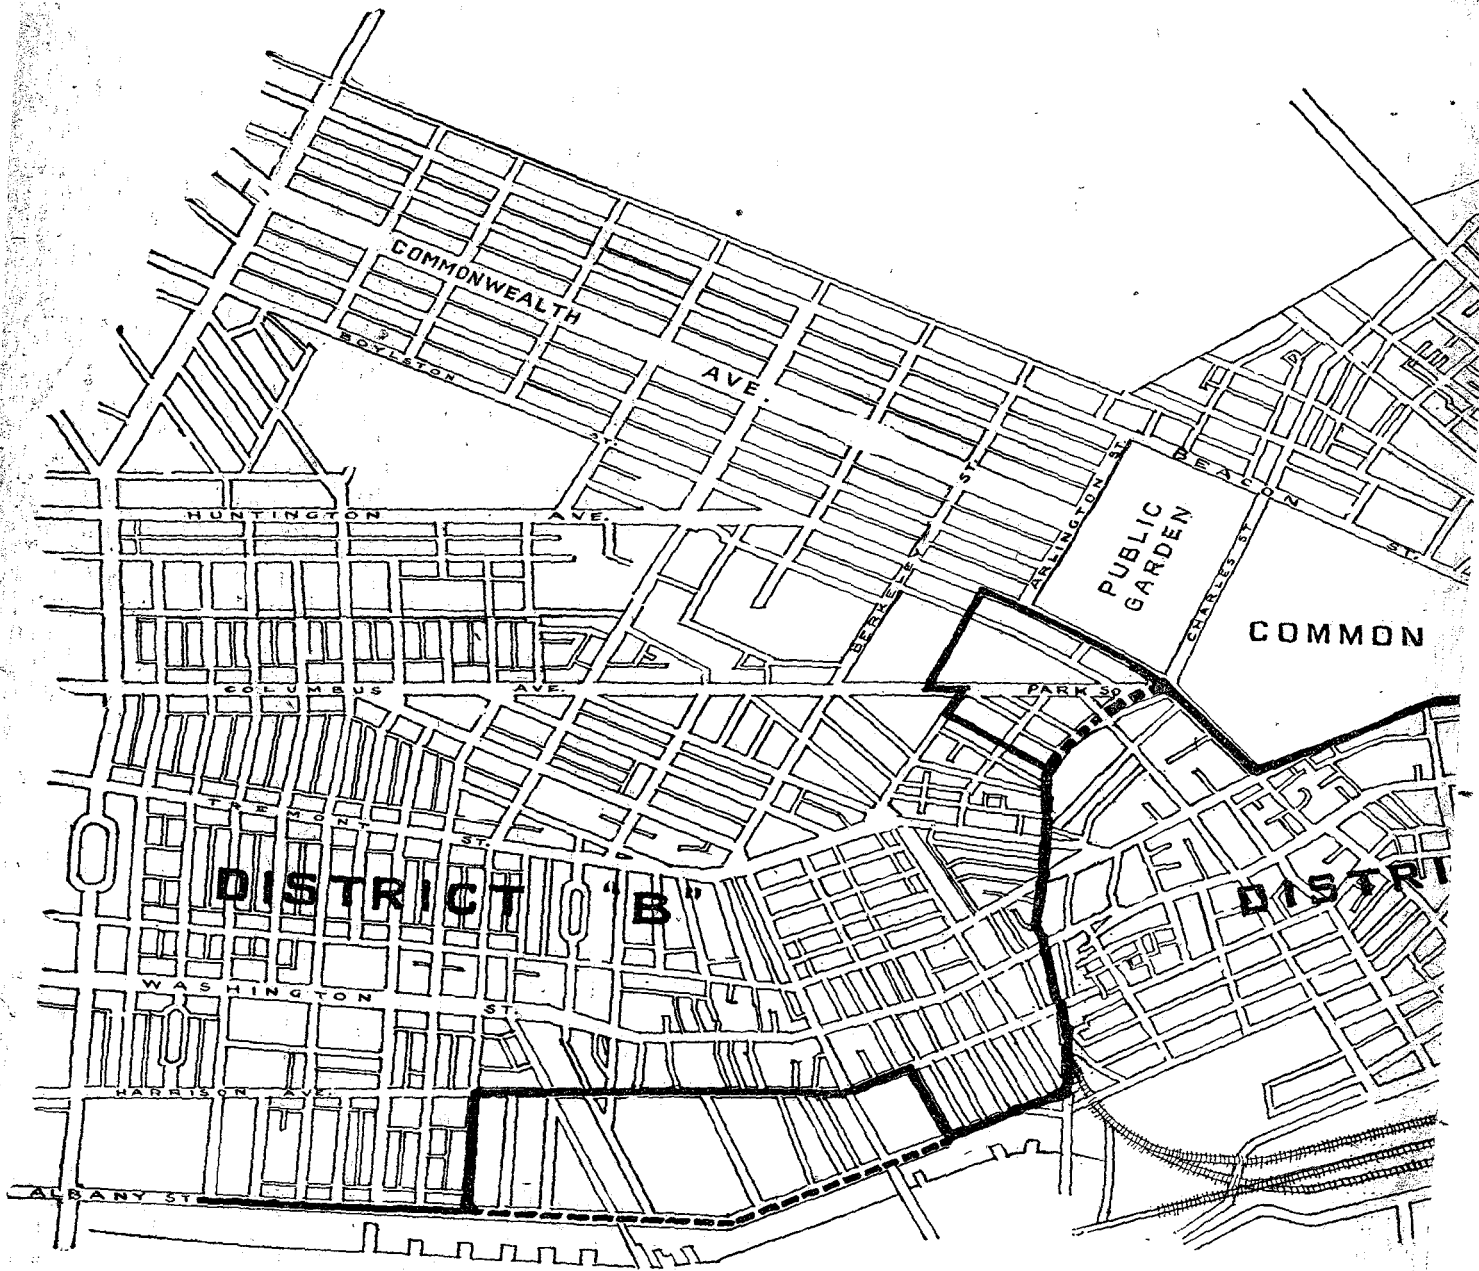 COMMONWEALTH
AVE.
BOYLSTON
ST.
BEACON
ST.
ARLINGTON ST.
PUBLIC
GARDEN
CHARLES ST
COMMON
HUNTINGTON
AVE.
BERKELEY
ST.
COLUMBUS
AVE.
PARK SQ
TREMONT
ST.
DISTRICT "B"
DISTRI
WASHINGTON
ST.
HARRISON AVE.
ALBANY ST